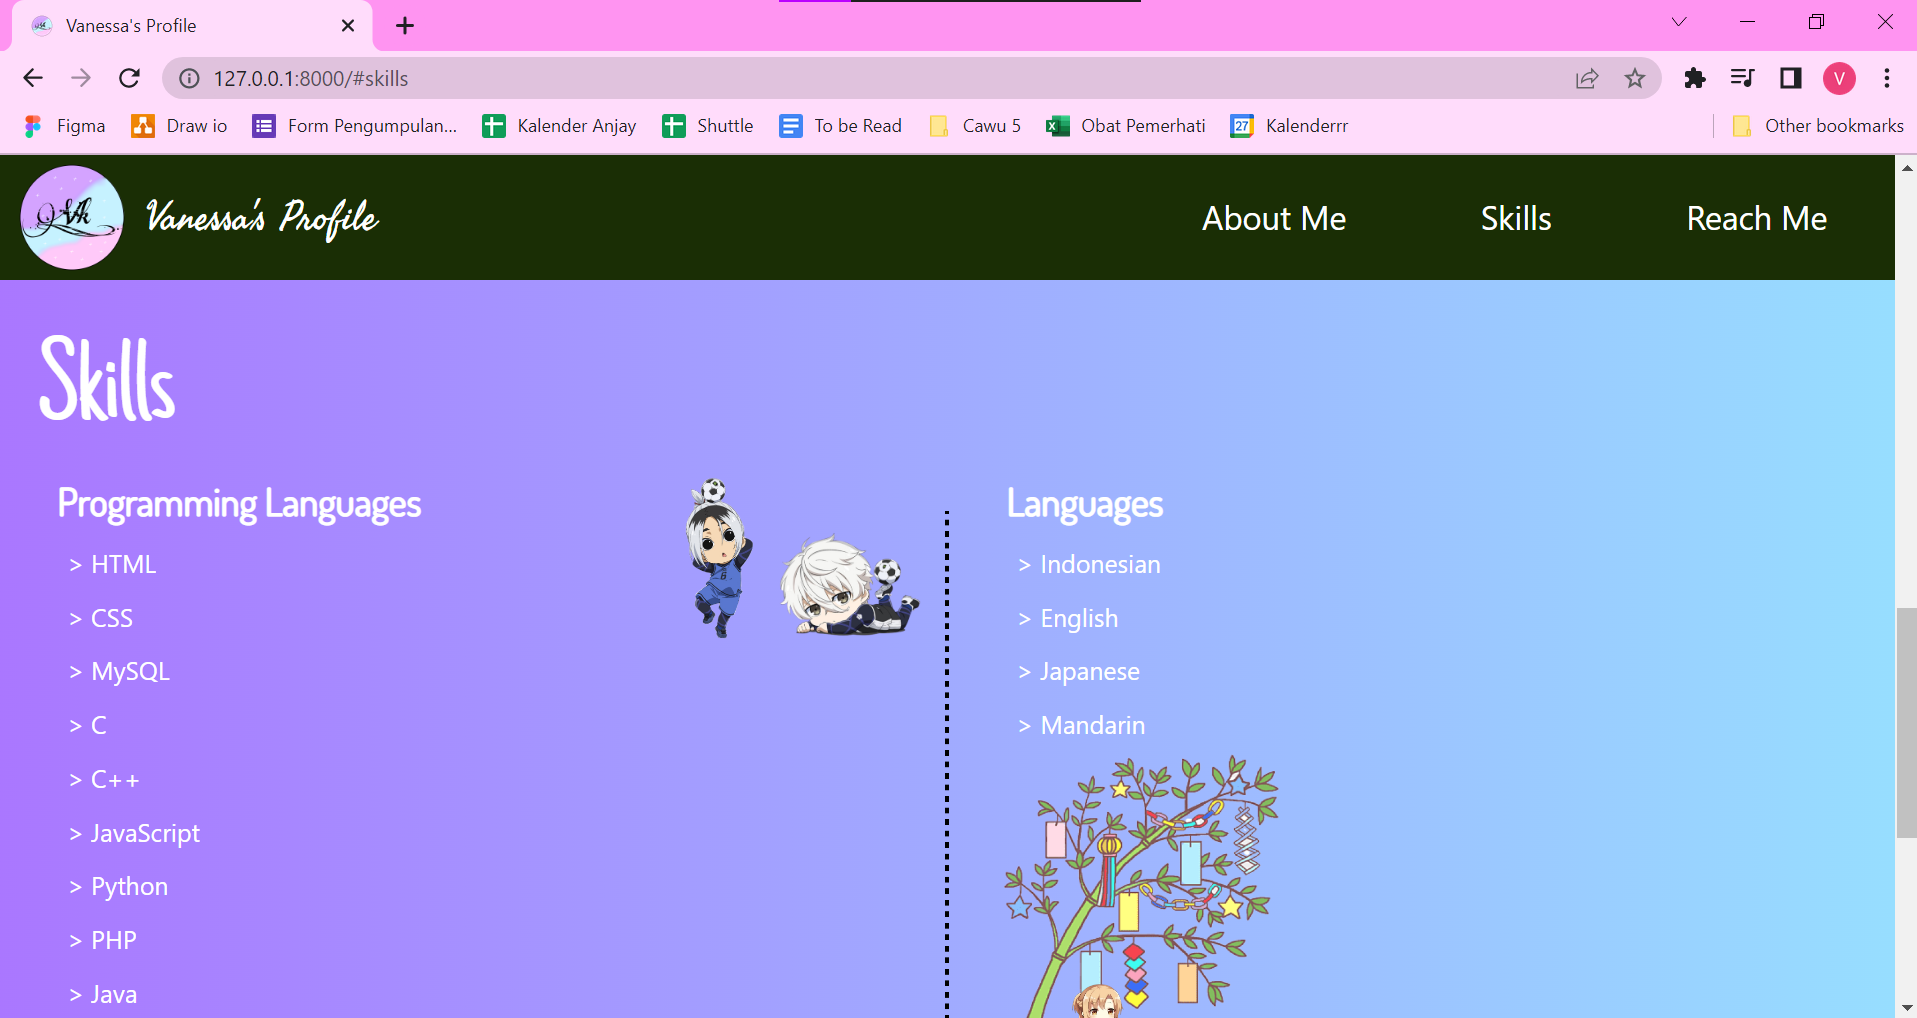 Vanessa's Profile
127.0.0.1:8000/#skills
V
Figma
Draw io
Form Pengumpulan...
Kalender Anjay
Shuttle
To be Read
Cawu 5
Obat Pemerhati
27
Kalenderrr
Other bookmarks
Vanessa's Profile
About Me
Skills
Reach Me
Skills
Programming Languages
> HTML
> CSS
> MySQL
> C
> C++
> JavaScript
> Python
> PHP
> Java
Languages
> Indonesian
> English
> Japanese
> Mandarin